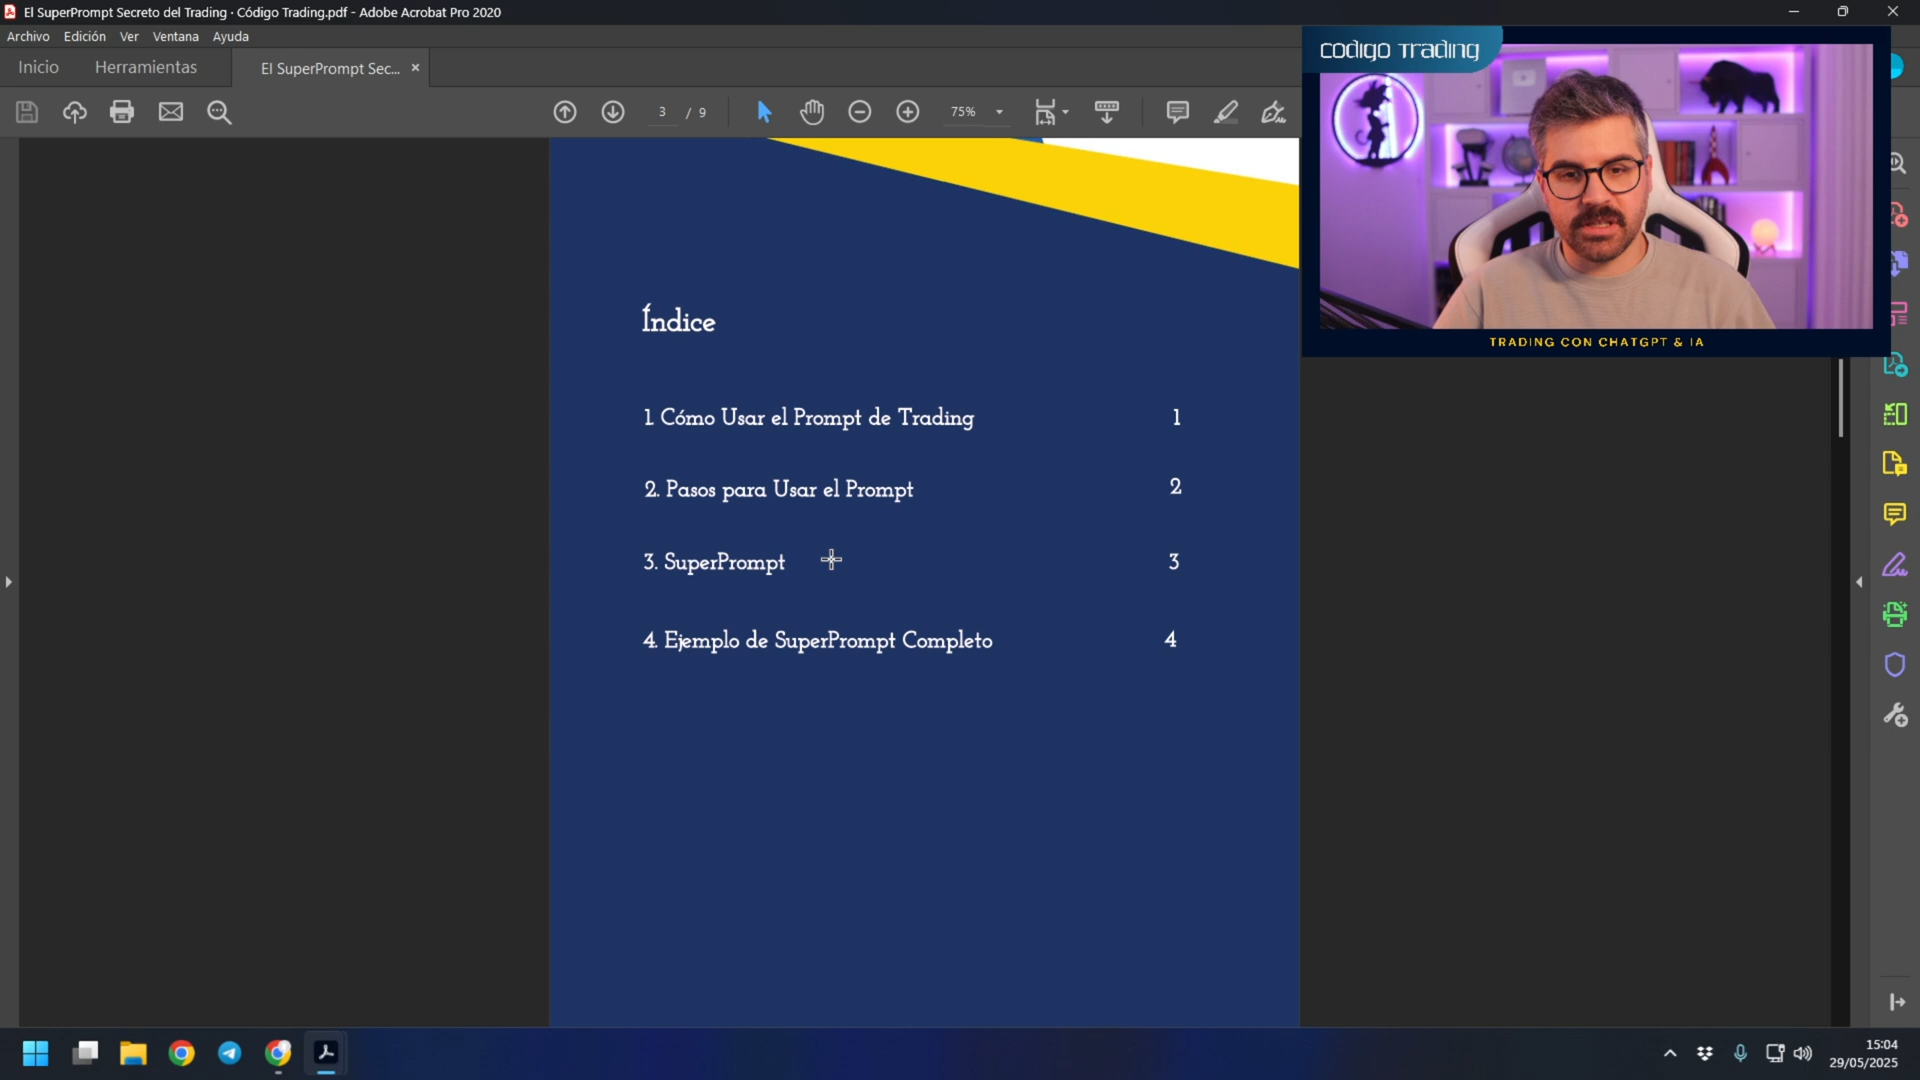 El SuperPrompt Secreto del Trading · Código Trading.pdf - Adobe Acrobat Pro 2020
Archivo Edición Ver Ventana Ayuda
Inicio Herramientas El SuperPrompt Sec...
3 / 9 75%
codigo Trading
TRADING CON CHATGPT & IA
Índice
1. Cómo Usar el Prompt de Trading 1
2. Pasos para Usar el Prompt 2
3. SuperPrompt 3
4. Ejemplo de SuperPrompt Completo 4
15:04
29/05/2025